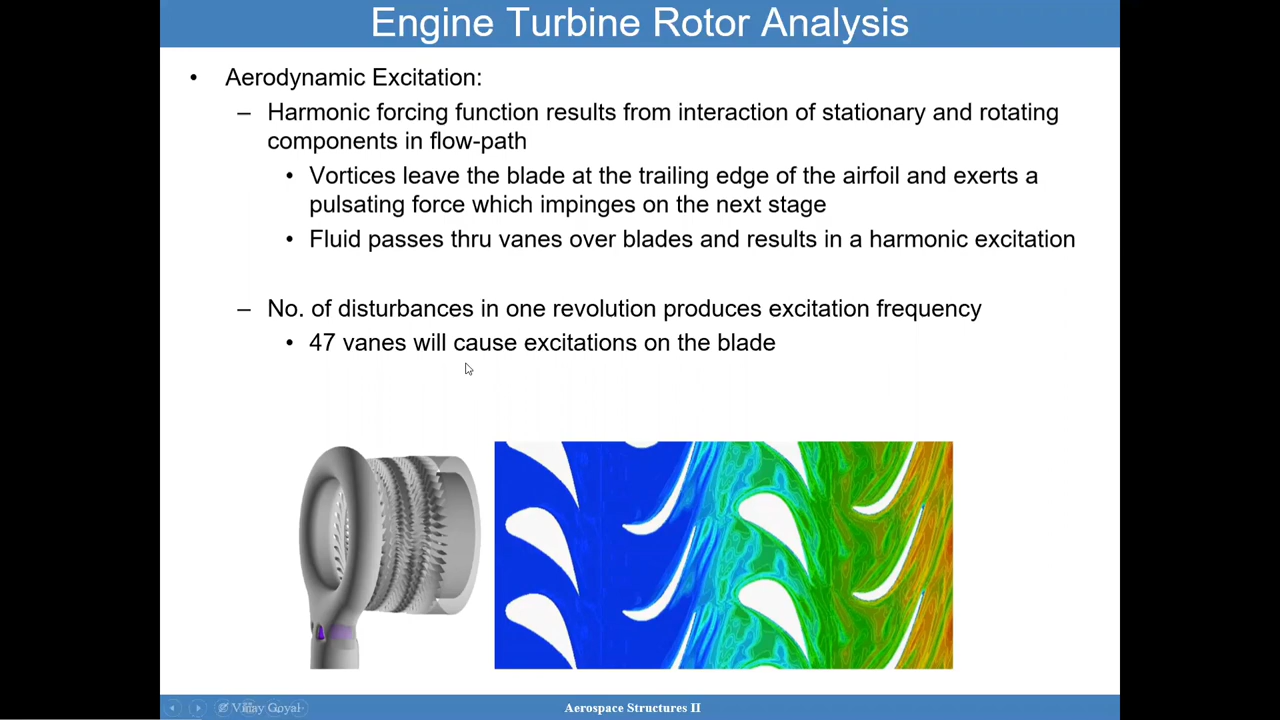 Engine Turbine Rotor Analysis
• Aerodynamic Excitation:
– Harmonic forcing function results from interaction of stationary and rotating
components in flow-path
• Vortices leave the blade at the trailing edge of the airfoil and exerts a
pulsating force which impinges on the next stage
• Fluid passes thru vanes over blades and results in a harmonic excitation
– No. of disturbances in one revolution produces excitation frequency
• 47 vanes will cause excitations on the blade
Vinay Goyal
Aerospace Structures II